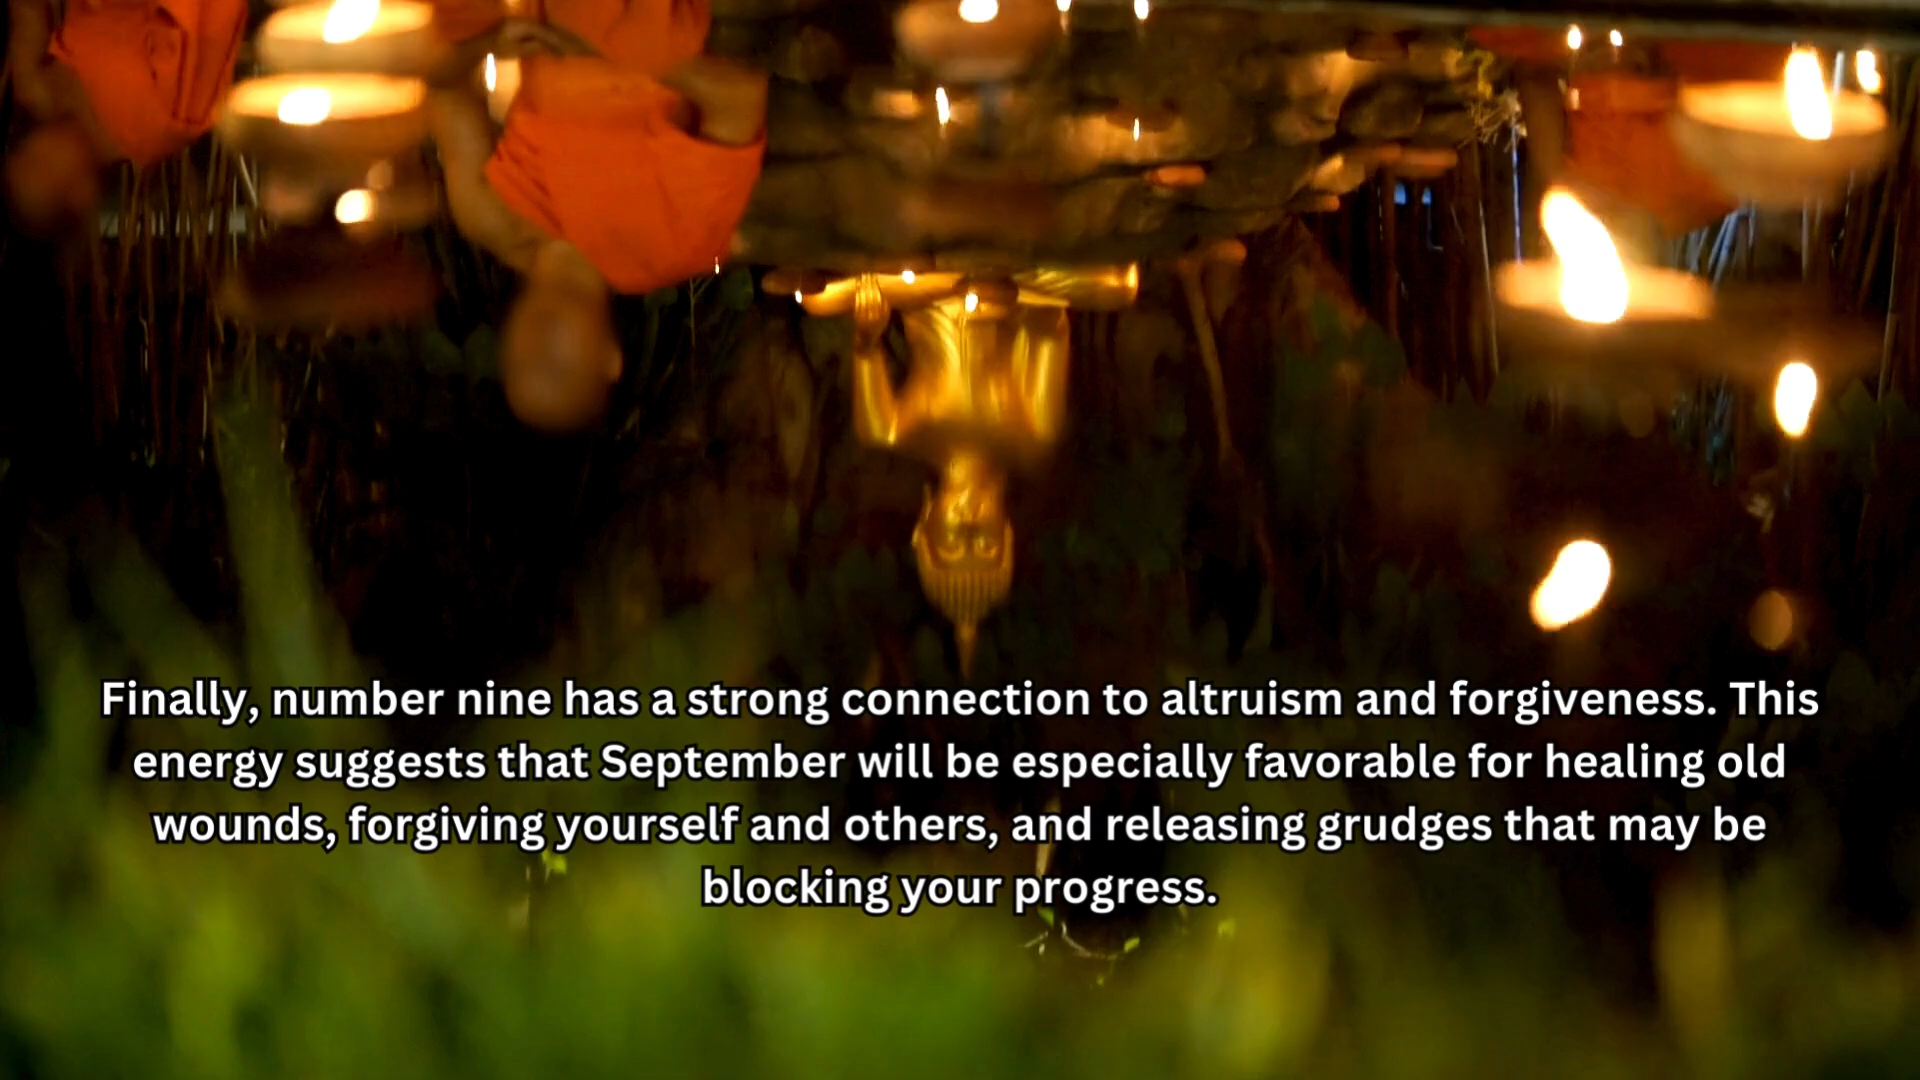 Finally, number nine has a strong connection to altruism and forgiveness. This
energy suggests that September will be especially favorable for healing old
wounds, forgiving yourself and others, and releasing grudges that may be
blocking your progress.